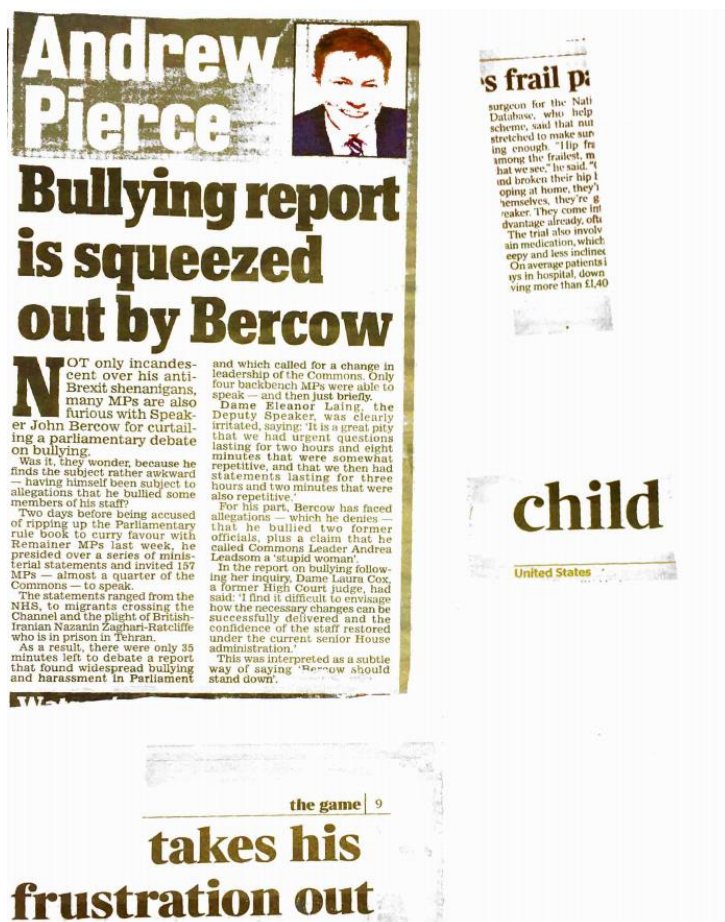 Andrew
Pierce
Bullying report
is squeezed
out by Bercow
NOT only incandes-
cent over his anti-
Brexit shenanigans,
many MPs are also
furious with Speak-
er John Bercow for curtail-
ing a parliamentary debate
on bullying.
Was it, they wonder, because he
finds the subject rather awkward
— having himself been subject to
allegations that he bullied some
members of his staff?
Two days before being accused
of ripping up the Parliamentary
rule book to curry favour with
Remainer MPs last week, he
presided over a series of minis-
terial statements and invited 157
MPs — almost a quarter of the
Commons — to speak.
The statements ranged from the
NHS, to migrants crossing the
Channel and the plight of British-
Iranian Nazanin Zaghari-Ratcliffe
who is in prison in Tehran.
As a result, there were only 35
minutes left to debate a report
that found widespread bullying
and harassment in Parliament
and which called for a change in
leadership of the Commons. Only
four backbench MPs were able to
speak — and then just briefly.
Dame Eleanor Laing, the
Deputy Speaker, was clearly
irritated, saying: 'It is a great pity
that we had urgent questions
lasting for two hours and eight
minutes that were somewhat
repetitive, and that we then had
statements lasting for three
hours and two minutes that were
also repetitive.'
For his part, Bercow has faced
allegations — which he denies —
that he bullied two former
officials, plus a claim that he
called Commons Leader Andrea
Leadsom a 'stupid woman'.
In the report on bullying follow-
ing her inquiry, Dame Laura Cox,
a former High Court judge, had
said: 'I find it difficult to envisage
how the necessary changes can be
successfully delivered and the
confidence of the staff restored
under the current senior House
administration.'
This was interpreted as a subtle
way of saying 'Bercow should
stand down'.
s frail pa
surgeon for the Nati
Database, who help
scheme, said that nut
stretched to make sur
ing enough. "Hip fra
among the frailest, m
hat we see," he said. "
nd broken their hip
oping at home, they'
hemselves, they're g
eaker. They come int
dvantage already, ofte
The trial also involv
ain medication, which
eepy and less incline
On average patients
ays in hospital, down
ving more than £1,40
child
United States
the game | 9
takes his
frustration out